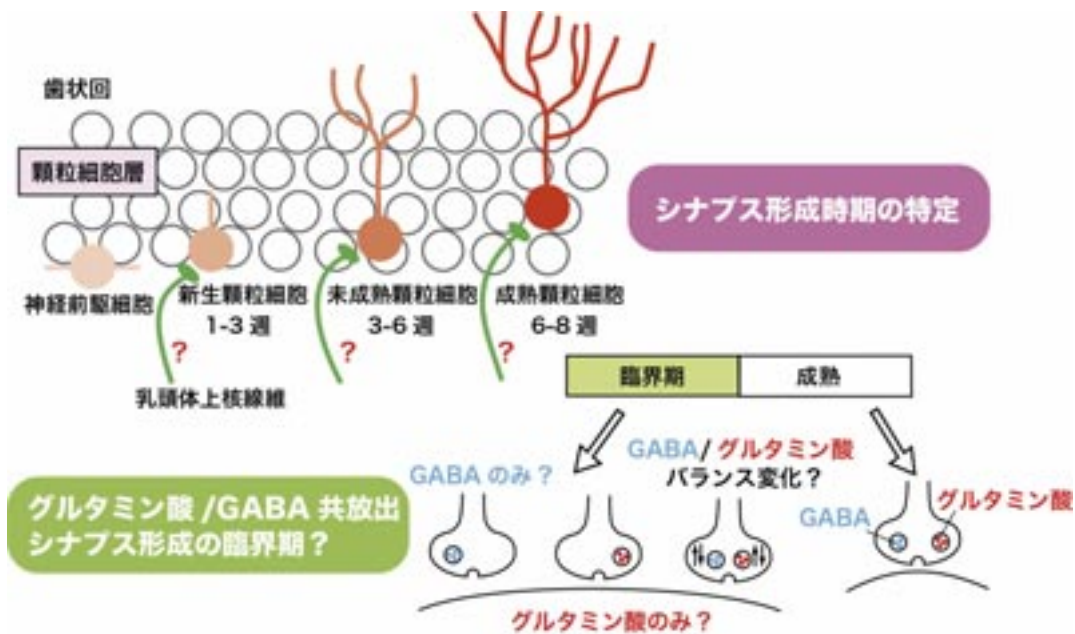 歯状回
顆粒細胞層
シナプス形成時期の特定
神経前駆細胞
新生顆粒細胞
1-3 週
未成熟顆粒細胞
3-6 週
成熟顆粒細胞
6-8 週
?
?
?
乳頭体上核線維
臨界期
成熟
グルタミン酸 /GABA 共放出
シナプス形成の臨界期？
GABA のみ？
GABA/ グルタミン酸
バランス変化？
GABA
グルタミン酸
グルタミン酸のみ？